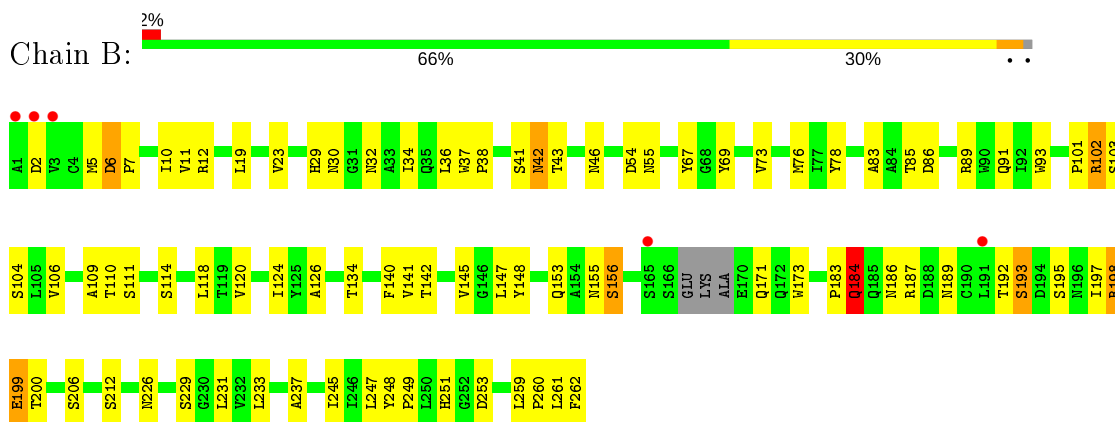 2%
Chain B:
66% 30% • •
A1 D2 V3 C4 M5 D6 P7 I10 V11 R12 L19 V23 H29 N30 G31 N32 A33 I34 Q35 L36 W37 P38 S41 N42 T43 N46 D54 N55 Y67 G68 Y69 V73 M76 I77 Y78 A83 A84 T85 D86 R89 W90 Q91 I92 W93 P101 R102 S103
S104 L105 V106 A109 T110 S111 S114 L118 T119 V120 I124 Y125 A126 T134 F140 V141 T142 V145 G146 L147 Y148 Q153 A154 N155 S156 S165 S166 GLU LYS ALA E170 Q171 Q172 W173 P183 Q184 Q185 N186 R187 D188 N189 C190 L191 T192 S193 D194 S195 N196 I197 R198
E199 T200 S206 S212 N226 S229 G230 L231 V232 L233 A237 I245 I246 L247 Y248 P249 L250 H251 G252 D253 L259 P260 L261 F262